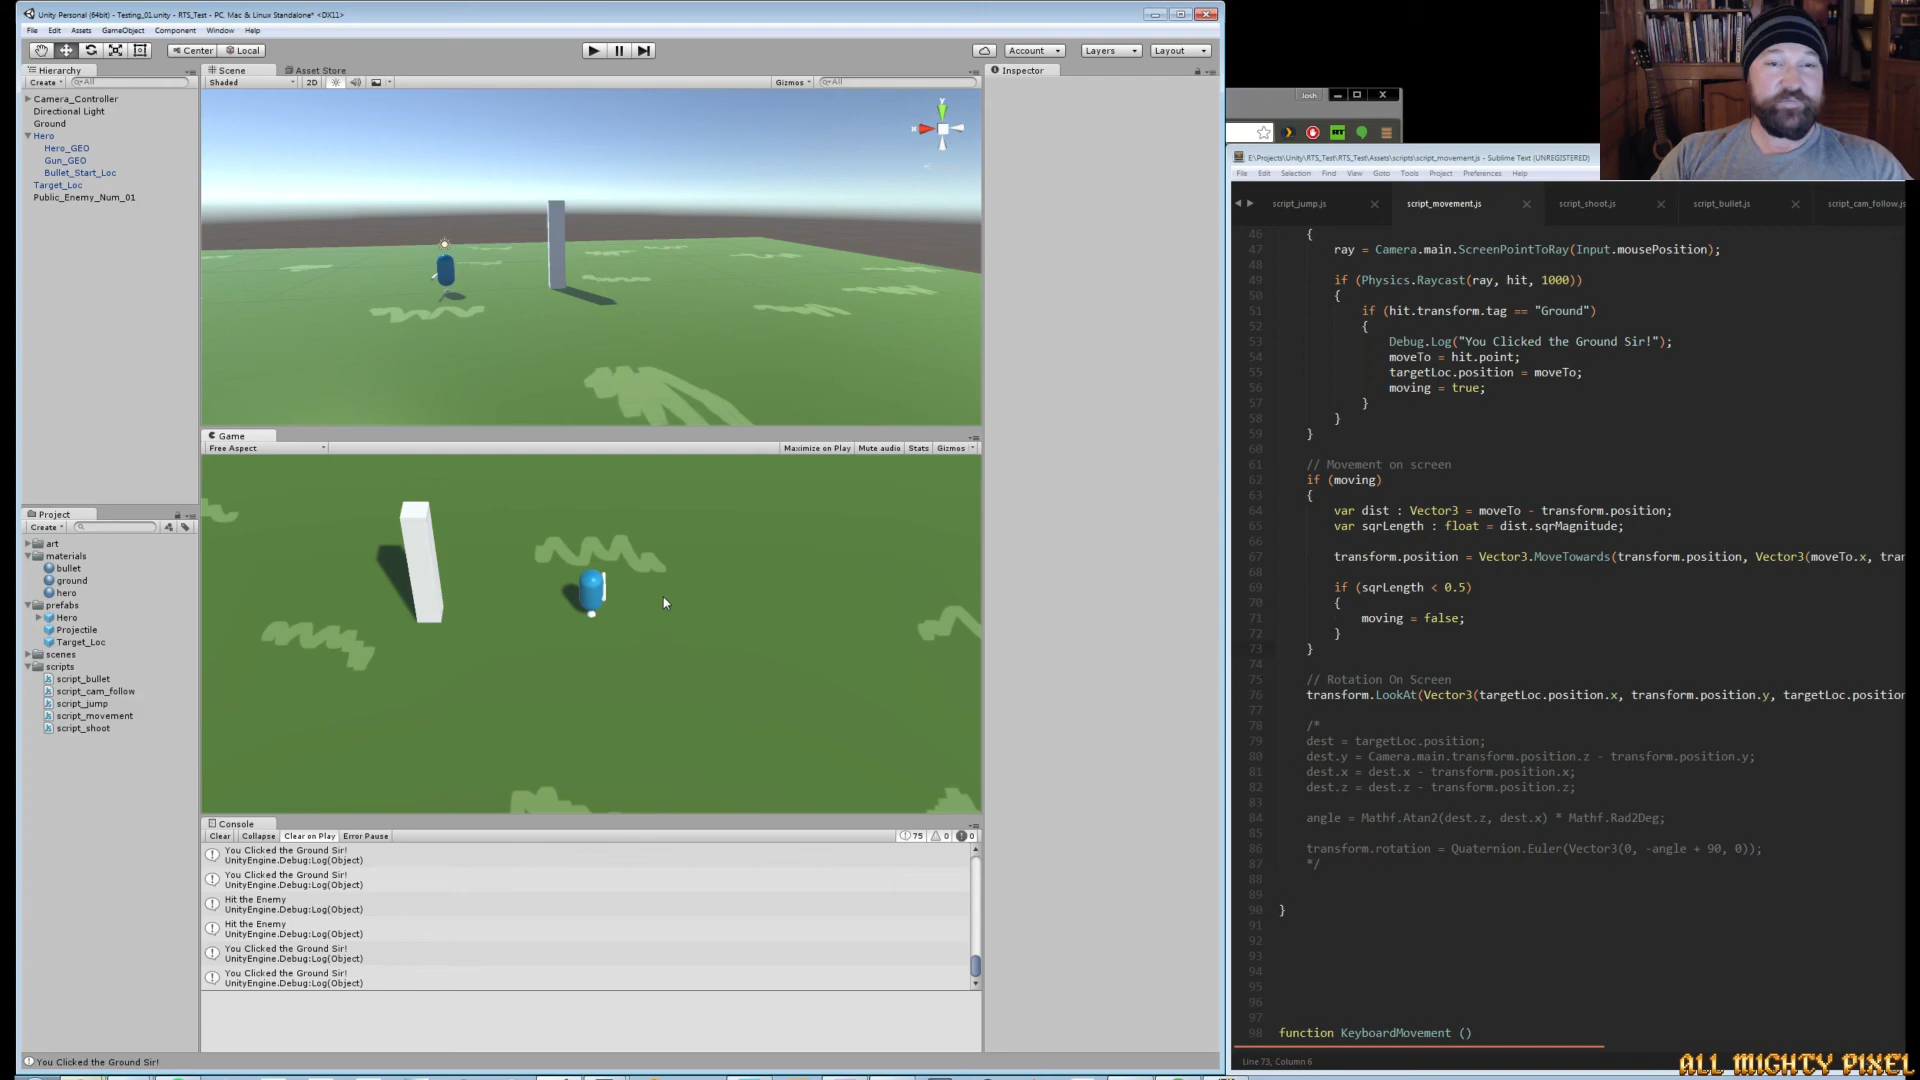 Unity Personal (64bit) - Testing_01.unity - RTS_Test - PC, Mac & Linux Standalone* <DX11>
File Edit Assets GameObject Component Window Help
Center Local
Account Layers Layout
Hierarchy
Create All
Camera_Controller
Directional Light
Ground
Hero
Hero_GEO
Gun_GEO
Bullet_Start_Loc
Target_Loc
Public_Enemy_Num_01
Scene Asset Store
Shaded 2D Gizmos All
y
x
Game
Free Aspect Maximize on Play Mute audio Stats Gizmos
Project
Create
art
materials
bullet
ground
hero
prefabs
Hero
Projectile
Target_Loc
scenes
scripts
script_bullet
script_cam_follow
script_jump
script_movement
script_shoot
Console
Clear Collapse Clear on Play Error Pause 75 0 0
You Clicked the Ground Sir!
UnityEngine.Debug:Log(Object)
You Clicked the Ground Sir!
UnityEngine.Debug:Log(Object)
Hit the Enemy
UnityEngine.Debug:Log(Object)
Hit the Enemy
UnityEngine.Debug:Log(Object)
You Clicked the Ground Sir!
UnityEngine.Debug:Log(Object)
You Clicked the Ground Sir!
UnityEngine.Debug:Log(Object)
You Clicked the Ground Sir!
Inspector
Josh
RT
E:\Projects\Unity\RTS_Test\RTS_Test\Assets\scripts\script_movement.js - Sublime Text (UNREGISTERED)
File Edit Selection Find View Goto Tools Project Preferences Help
script_jump.js script_movement.js script_shoot.js script_bullet.js script_cam_follow.js
46 {
47 ray = Camera.main.ScreenPointToRay(Input.mousePosition);
48
49 if (Physics.Raycast(ray, hit, 1000))
50 {
51 if (hit.transform.tag == "Ground")
52 {
53 Debug.Log("You Clicked the Ground Sir!");
54 moveTo = hit.point;
55 targetLoc.position = moveTo;
56 moving = true;
57 }
58 }
59 }
60
61 // Movement on screen
62 if (moving)
63 {
64 var dist : Vector3 = moveTo - transform.position;
65 var sqrLength : float = dist.sqrMagnitude;
66
67 transform.position = Vector3.MoveTowards(transform.position, Vector3(moveTo.x, tran
68
69 if (sqrLength < 0.5)
70 {
71 moving = false;
72 }
73 }
74
75 // Rotation On Screen
76 transform.LookAt(Vector3(targetLoc.position.x, transform.position.y, targetLoc.position
77
78 /*
79 dest = targetLoc.position;
80 dest.y = Camera.main.transform.position.z - transform.position.y;
81 dest.x = dest.x - transform.position.x;
82 dest.z = dest.z - transform.position.z;
83
84 angle = Mathf.Atan2(dest.z, dest.x) * Mathf.Rad2Deg;
85
86 transform.rotation = Quaternion.Euler(Vector3(0, -angle + 90, 0));
87 */
88
89
90 }
91
92
93
94
95
96
97
98 function KeyboardMovement ()
Line 73, Column 6
ALL MIGHTY PIXEL